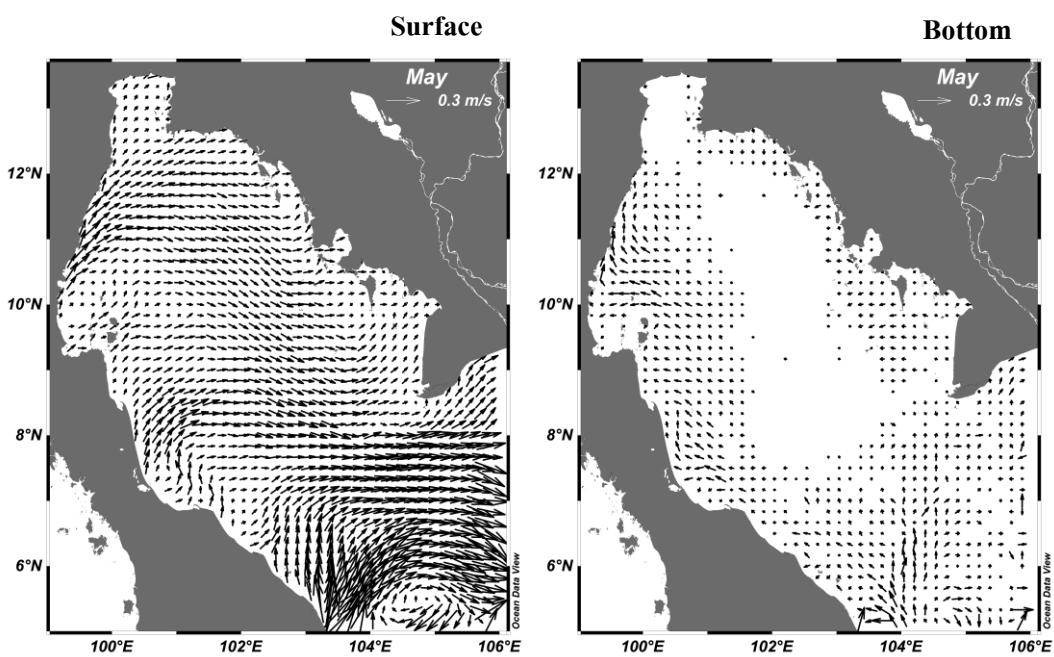 Surface
May
0.3 m/s
12°N
10°N
8°N
6°N
100°E
102°E
104°E
106°E
Ocean Data View
Bottom
May
0.3 m/s
12°N
10°N
8°N
6°N
100°E
102°E
104°E
106°E
Ocean Data View